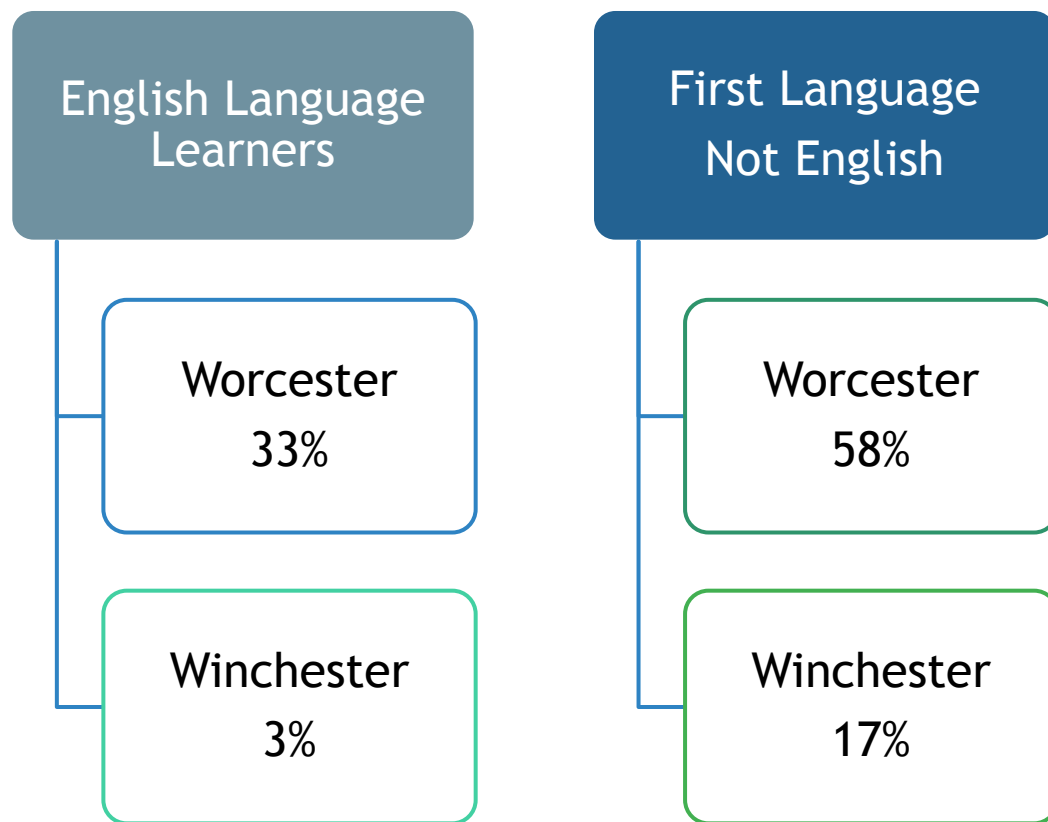 English Language
Learners
Worcester
33%
Winchester
3%
First Language
Not English
Worcester
58%
Winchester
17%